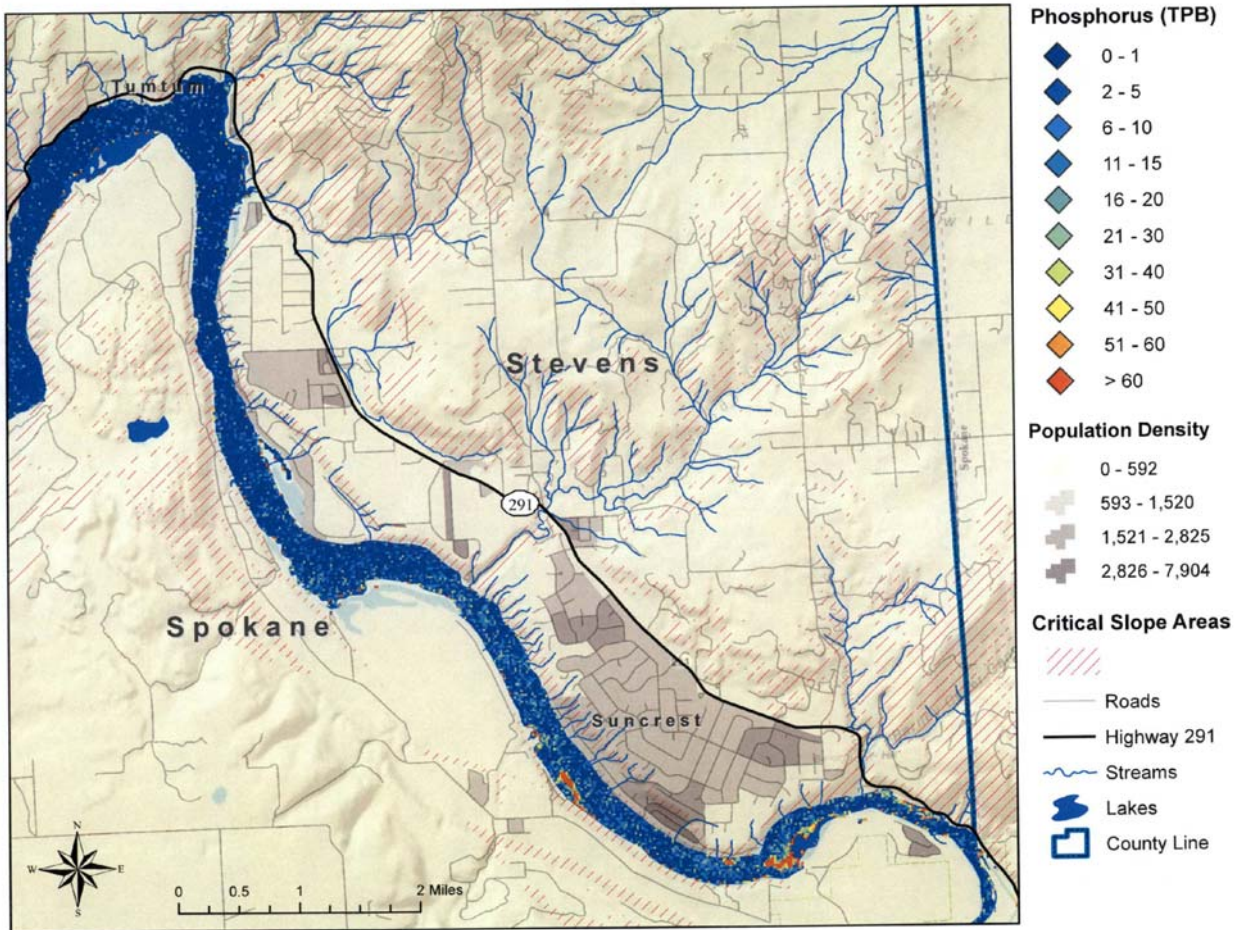 Tumtum
Stevens
291
Spokane
Spokane
Suncrest
N
W
E
S
0 0.5 1 2 Miles
Phosphorus (TPB)
0 - 1
2 - 5
6 - 10
11 - 15
16 - 20
21 - 30
31 - 40
41 - 50
51 - 60
> 60
Population Density
0 - 592
593 - 1,520
1,521 - 2,825
2,826 - 7,904
Critical Slope Areas
Roads
Highway 291
Streams
Lakes
County Line